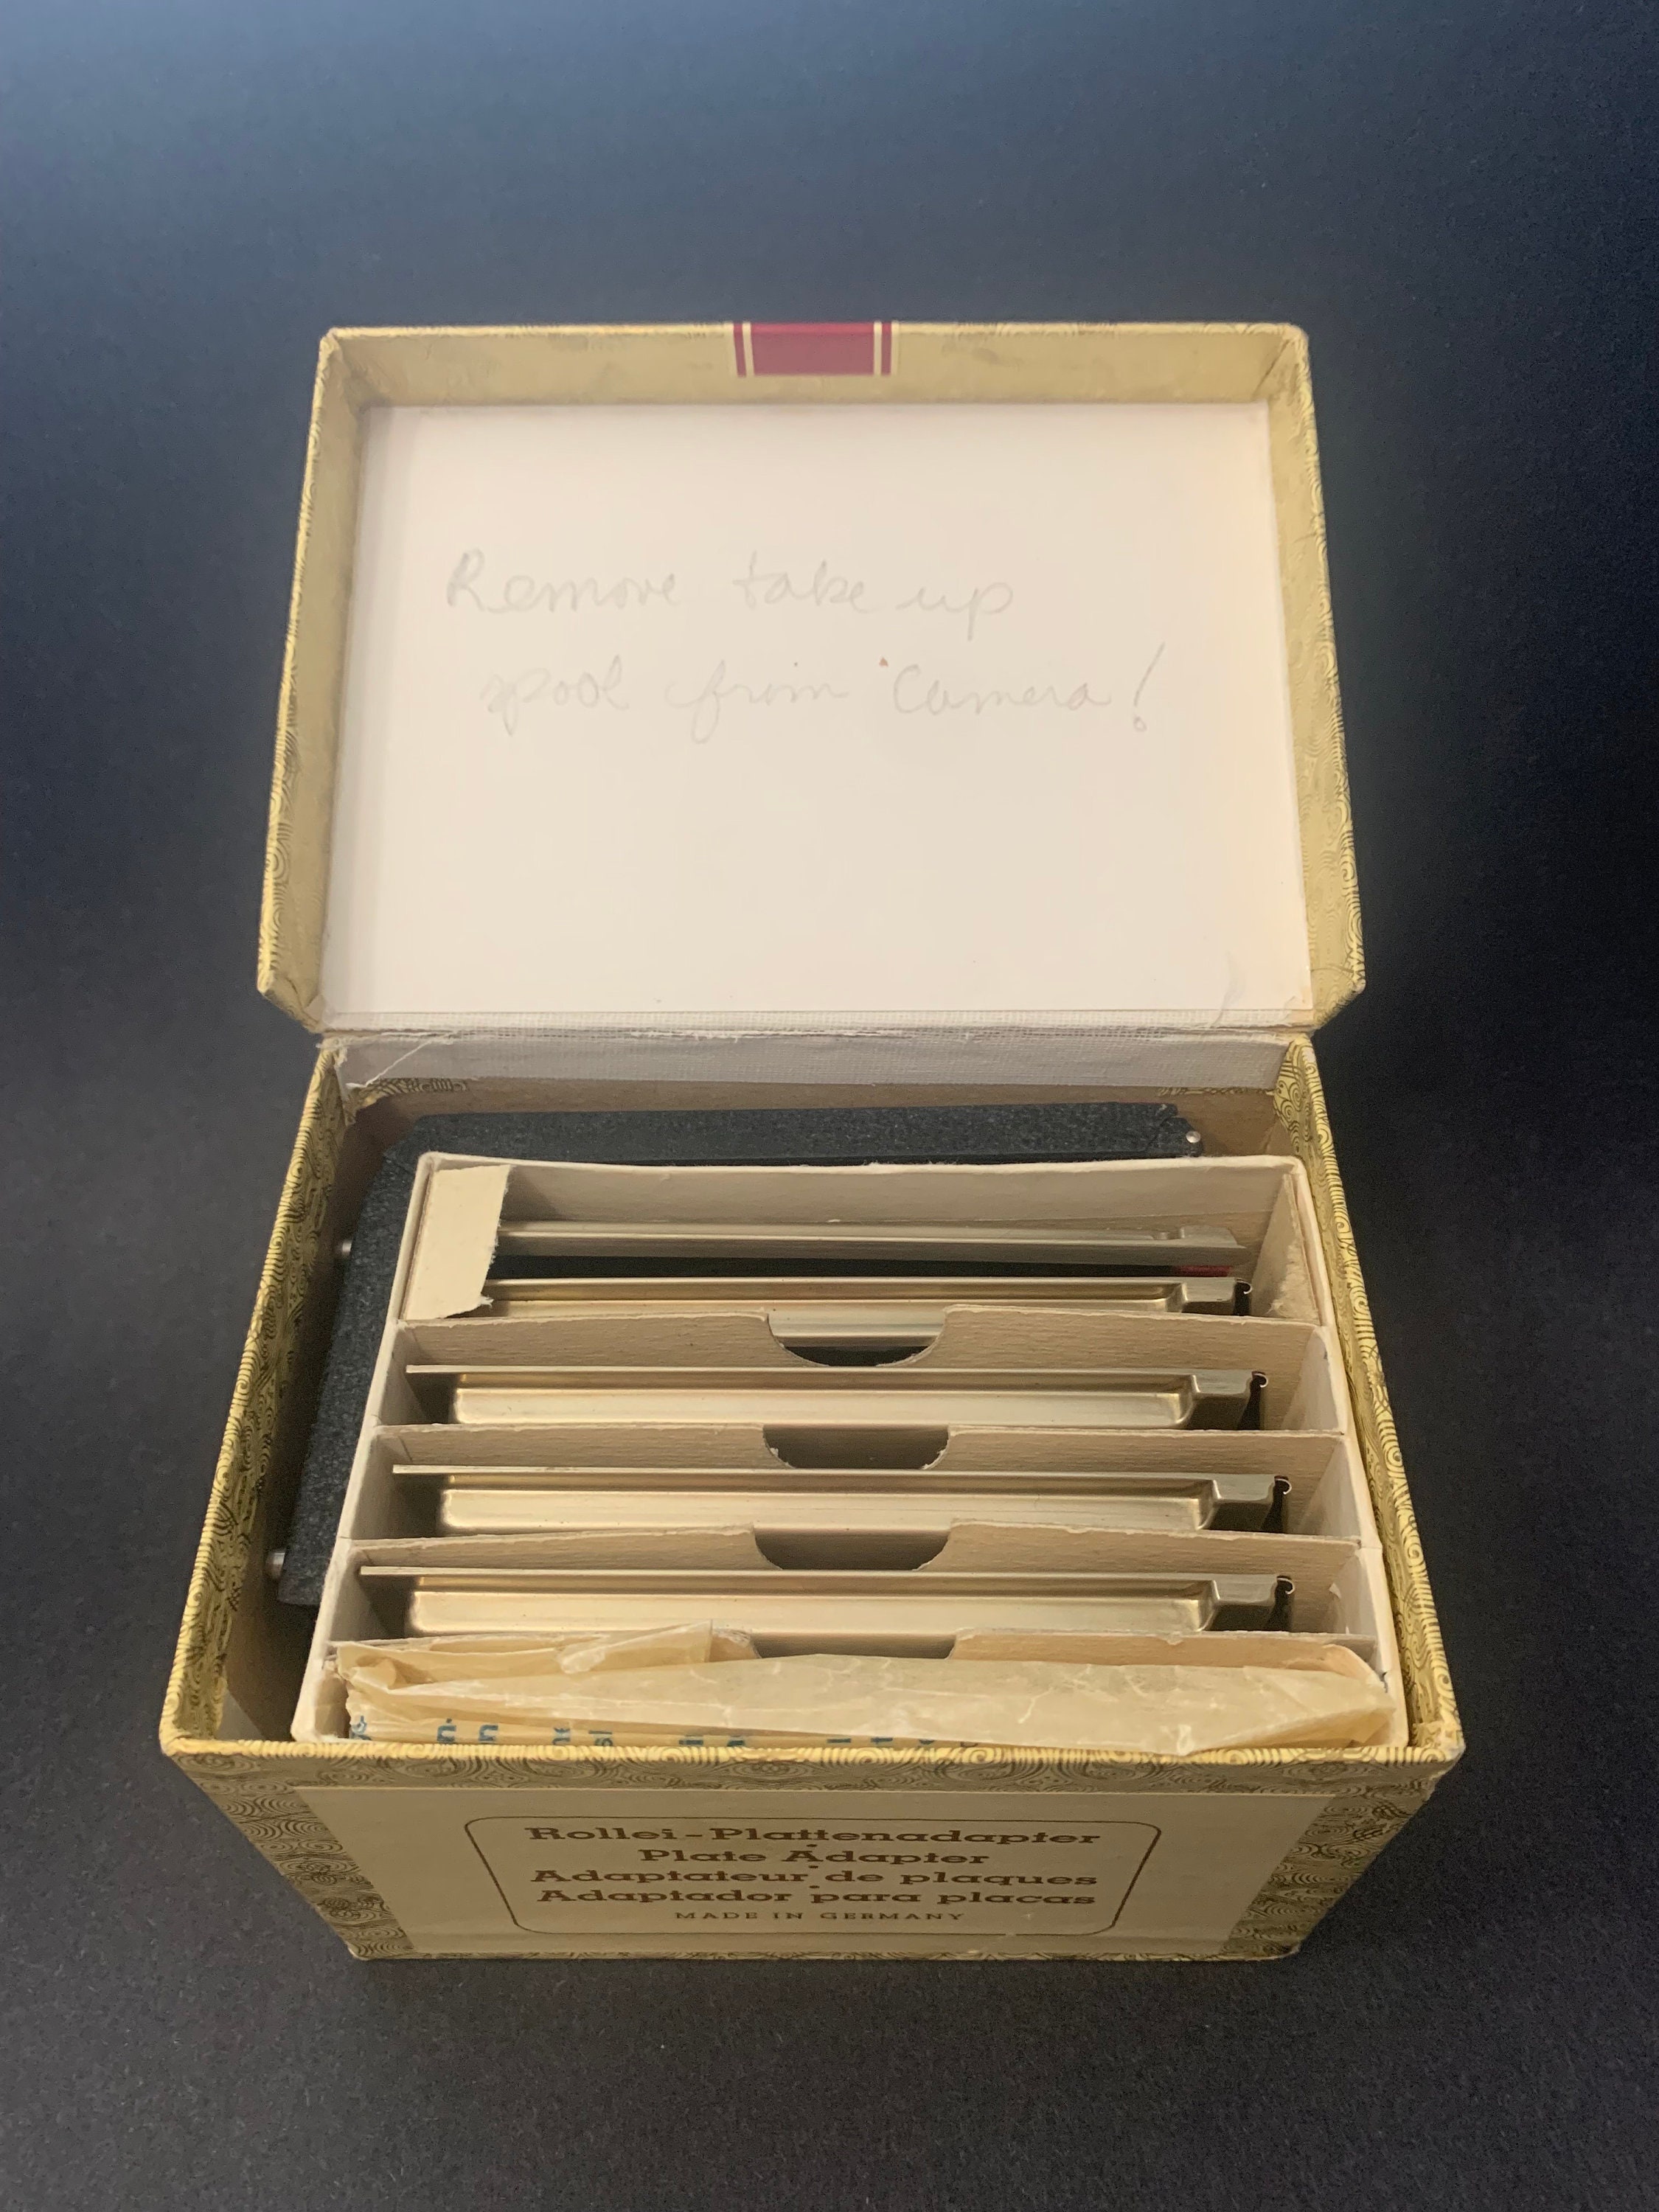 Remove take up
spool from Camera!
Rollei-Plattenadapter
Plate Adapter
Adaptateur de plaques
Adaptador para placas
MADE IN GERMANY